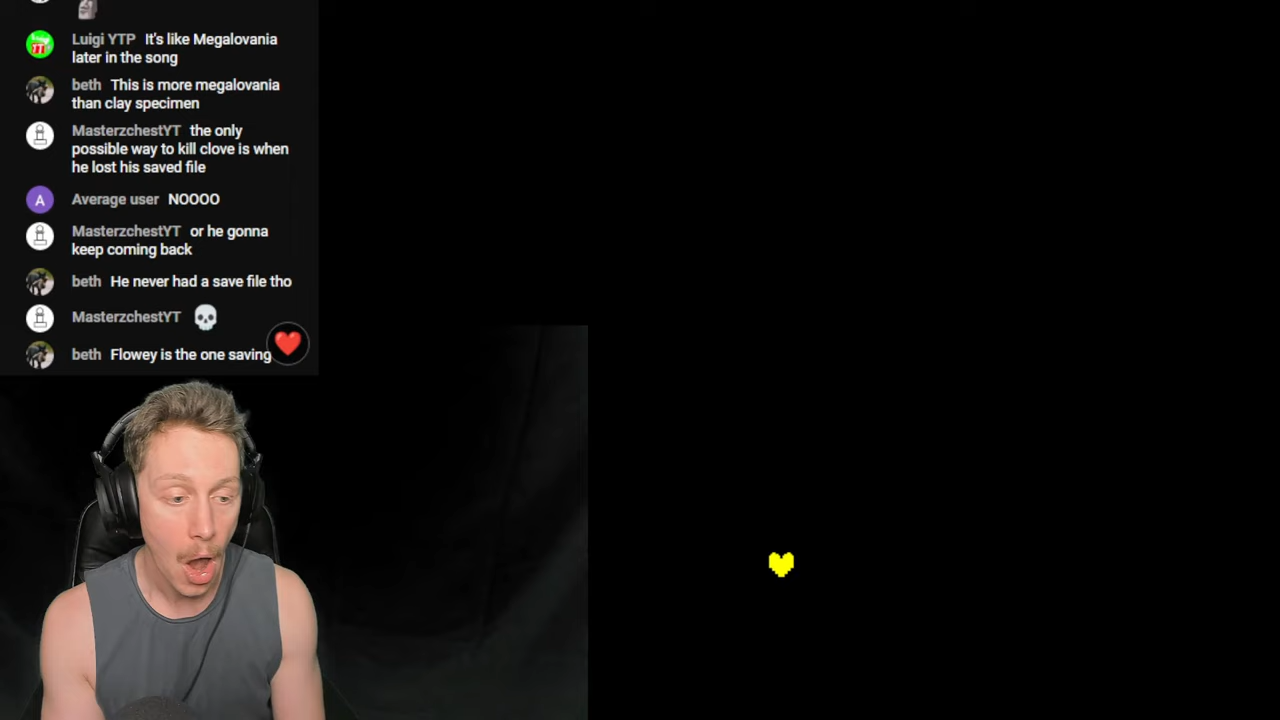 Luigi YTP It's like Megalovania
later in the song
beth This is more megalovania
than clay specimen
MasterzchestYT the only
possible way to kill clove is when
he lost his saved file
A Average user NOOOO
MasterzchestYT or he gonna
keep coming back
beth He never had a save file tho
MasterzchestYT 💀
beth Flowey is the one saving